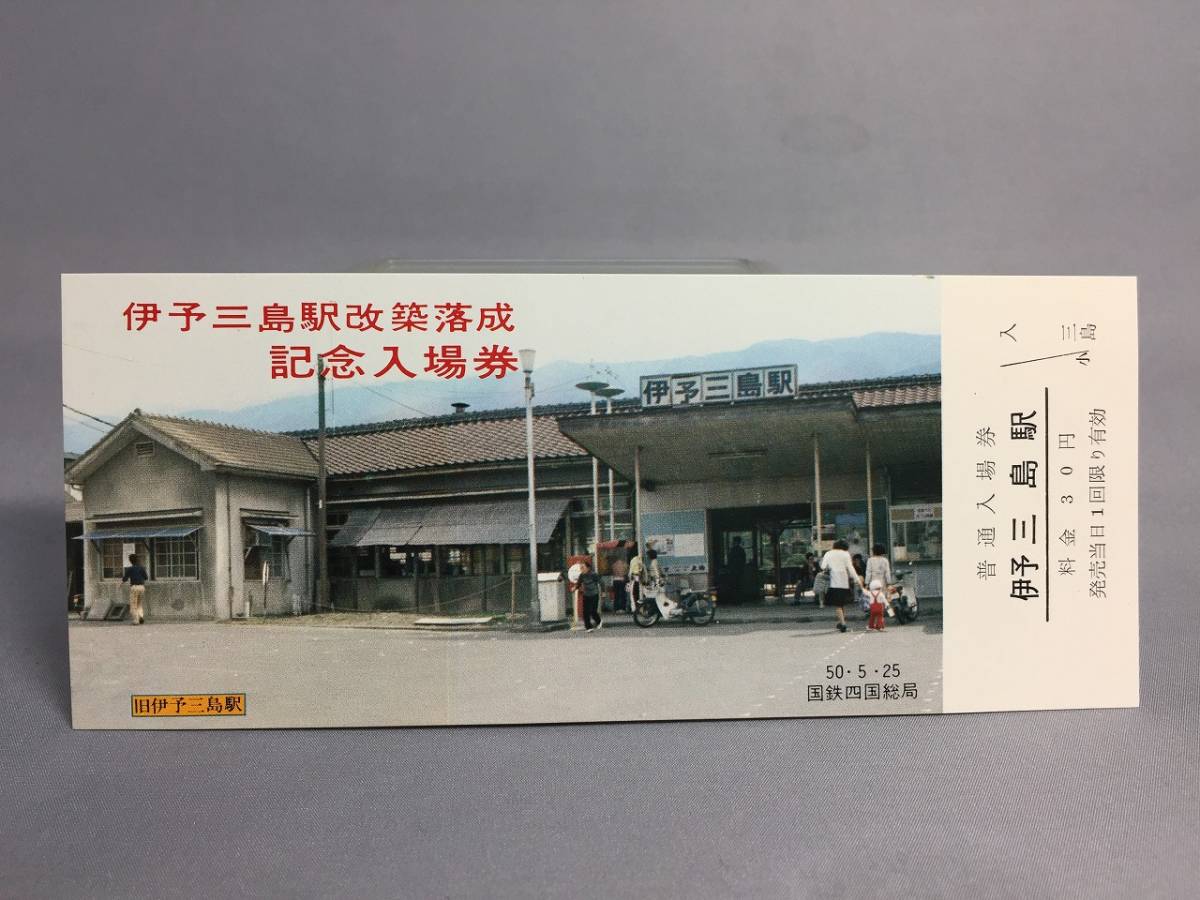 伊予三島駅改築落成
記念入場券
伊予三島駅
旧伊予三島駅
50・5・25
国鉄四国総局
普通入場券
伊予三島駅
料金30円
発売当日1回限り有効
入
三島
小